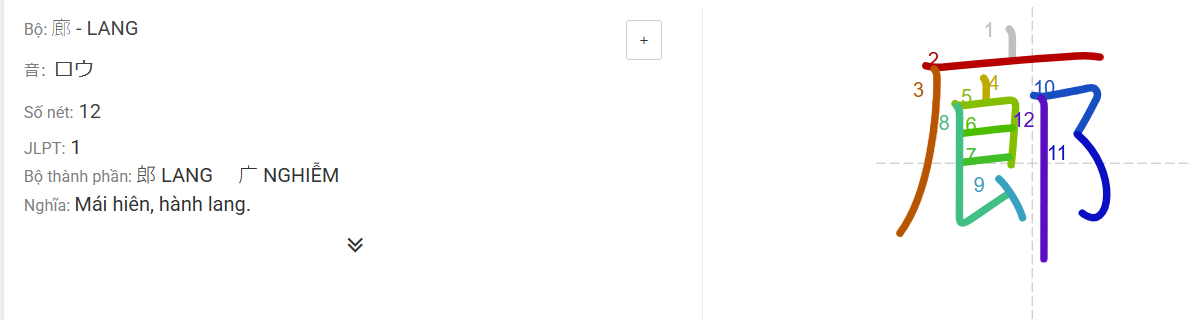 Bộ: 廊 - LANG
+
音: ロウ
Số nét: 12
JLPT: 1
Bộ thành phần: 郎 LANG 广 NGHIỄM
Nghĩa: Mái hiên, hành lang.
廊
1
2
3
4
5
6
7
8
9
10
11
12